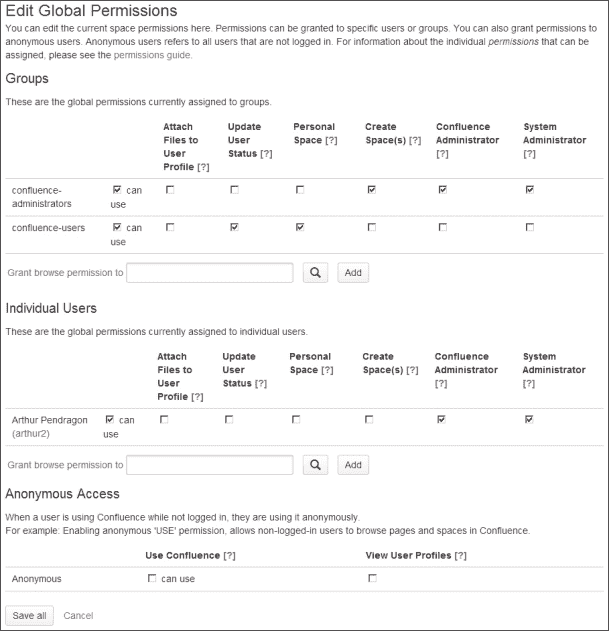 Edit Global Permissions
You can edit the current space permissions here. Permissions can be granted to specific users or groups. You can also grant permissions to
anonymous users. Anonymous users refers to all users that are not logged in. For information about the individual permissions that can be
assigned, please see the permissions guide.
Groups
These are the global permissions currently assigned to groups.
Attach Files to User Profile [?] Update User Status [?] Personal Space [?] Create Space(s) [?] Confluence Administrator [?] System Administrator [?]
confluence-administrators can use
confluence-users can use
Grant browse permission to Add
Individual Users
These are the global permissions currently assigned to individual users.
Attach Files to User Profile [?] Update User Status [?] Personal Space [?] Create Space(s) [?] Confluence Administrator [?] System Administrator [?]
Arthur Pendragon (arthur2) can use
Grant browse permission to Add
Anonymous Access
When a user is using Confluence while not logged in, they are using it anonymously.
For example: Enabling anonymous 'USE' permission, allows non-logged-in users to browse pages and spaces in Confluence.
Use Confluence [?] View User Profiles [?]
Anonymous can use
Save all Cancel